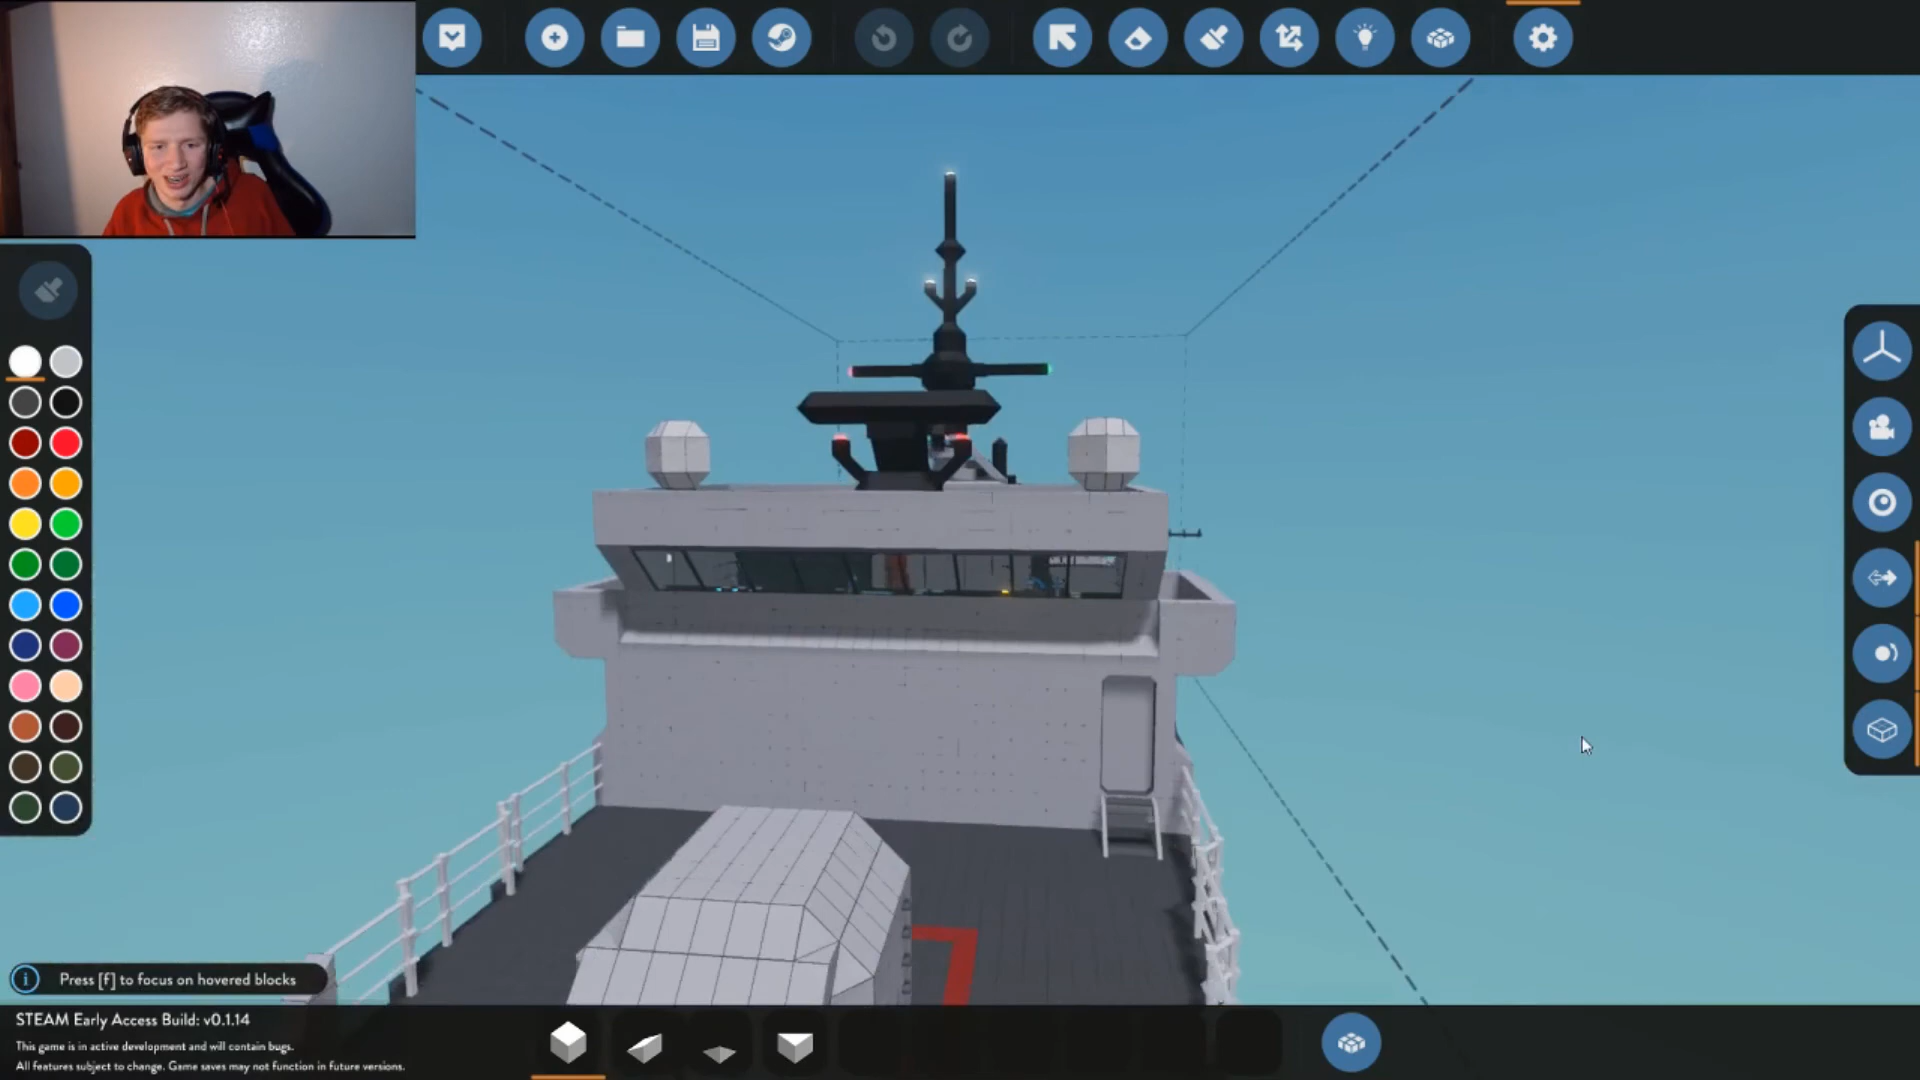 Press [f] to focus on hovered blocks
STEAM Early Access Build: v0.1.14
This game is in active development and will contain bugs.
All features subject to change. Game saves may not function in future versions.